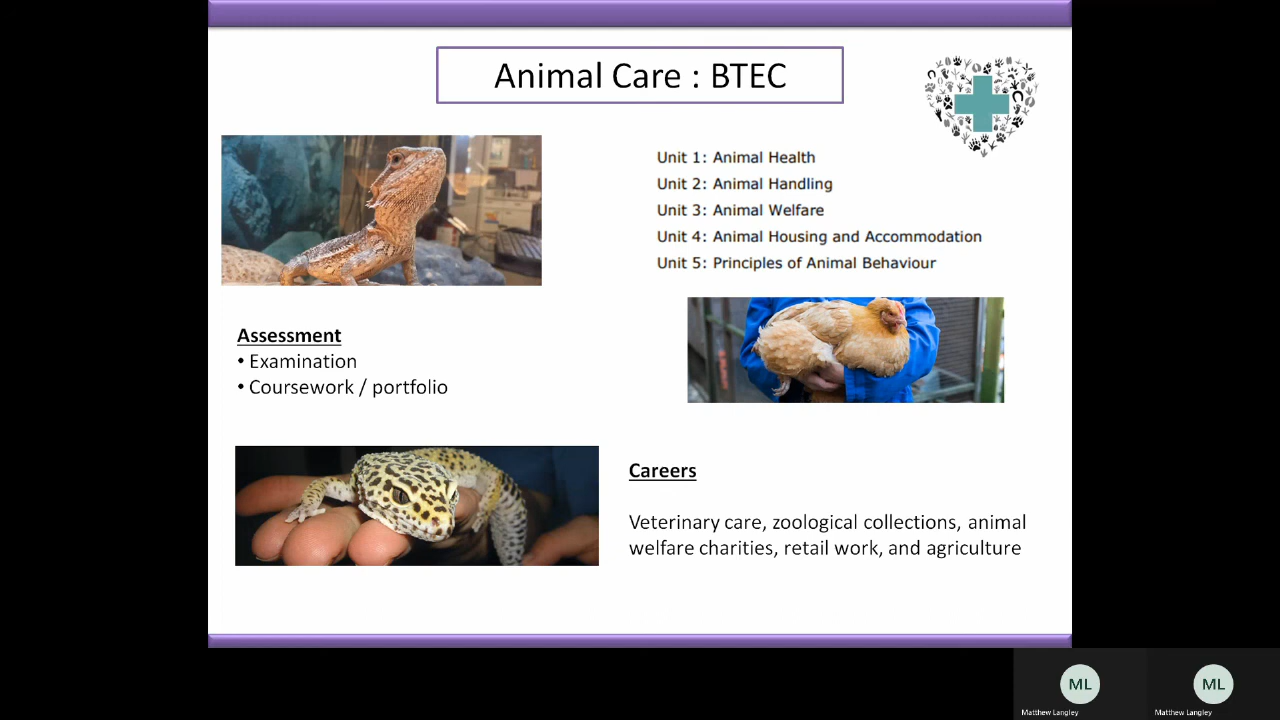 Animal Care : BTEC
Unit 1: Animal Health
Unit 2: Animal Handling
Unit 3: Animal Welfare
Unit 4: Animal Housing and Accommodation
Unit 5: Principles of Animal Behaviour
Assessment
• Examination
• Coursework / portfolio
Careers
Veterinary care, zoological collections, animal
welfare charities, retail work, and agriculture
ML
Matthew Langley
ML
Matthew Langley